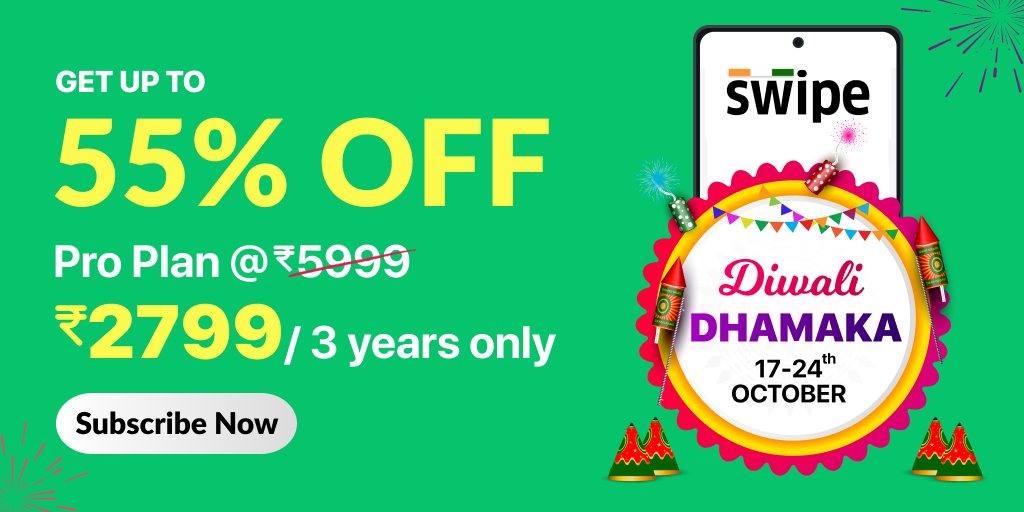 GET UP TO
55% OFF
Pro Plan @ ₹5999
₹2799/ 3 years only
Subscribe Now
swipe
Diwali
DHAMAKA
17-24th
OCTOBER